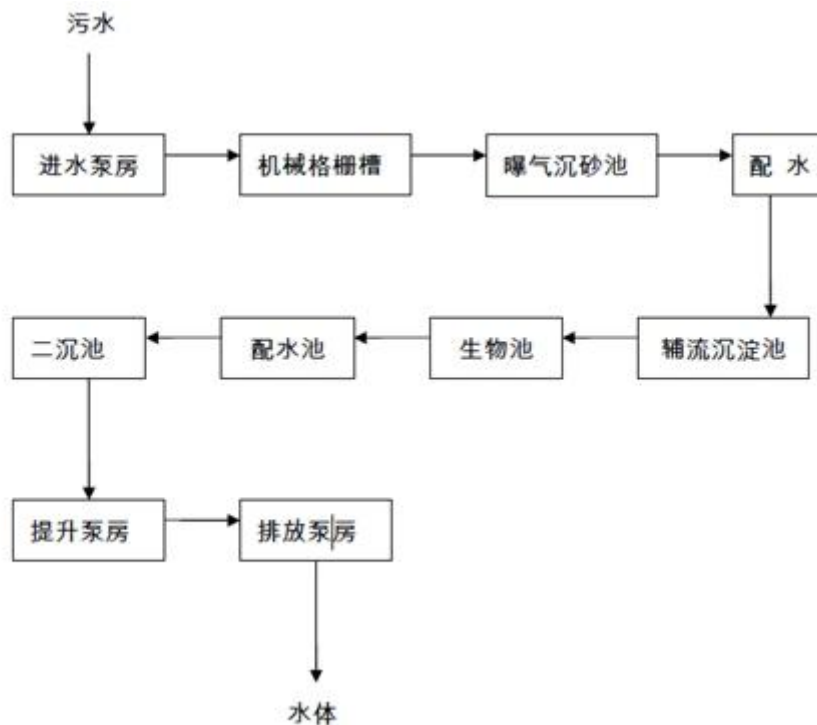 污水
进水泵房
机械格栅槽
曝气沉砂池
配 水
辅流沉淀池
生物池
配水池
二沉池
提升泵房
排放泵房
水体